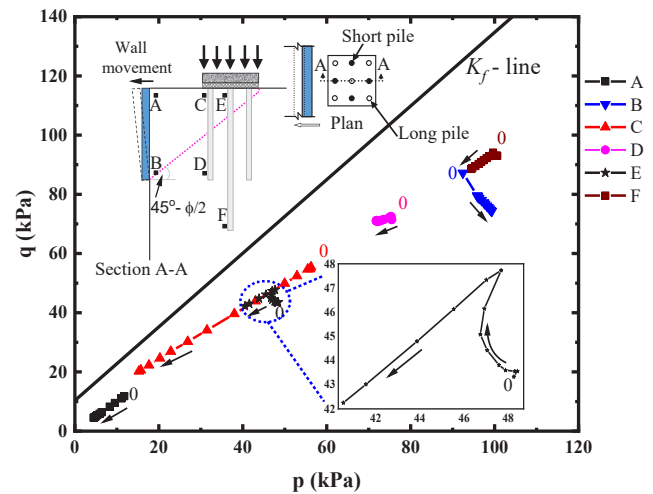 140
120
100
80
60
40
20
0
q (kPa)
0 20 40 60 80 100 120
p (kPa)
Wall
movement
A
B
C
E
D
F
45°- ϕ/2
Section A-A
Short pile
A A
Long pile
Plan
K_f - line
A
B
C
D
E
F
0
0
0
0
0
0
48
47
46
45
44
43
42
42 44 46 48
0